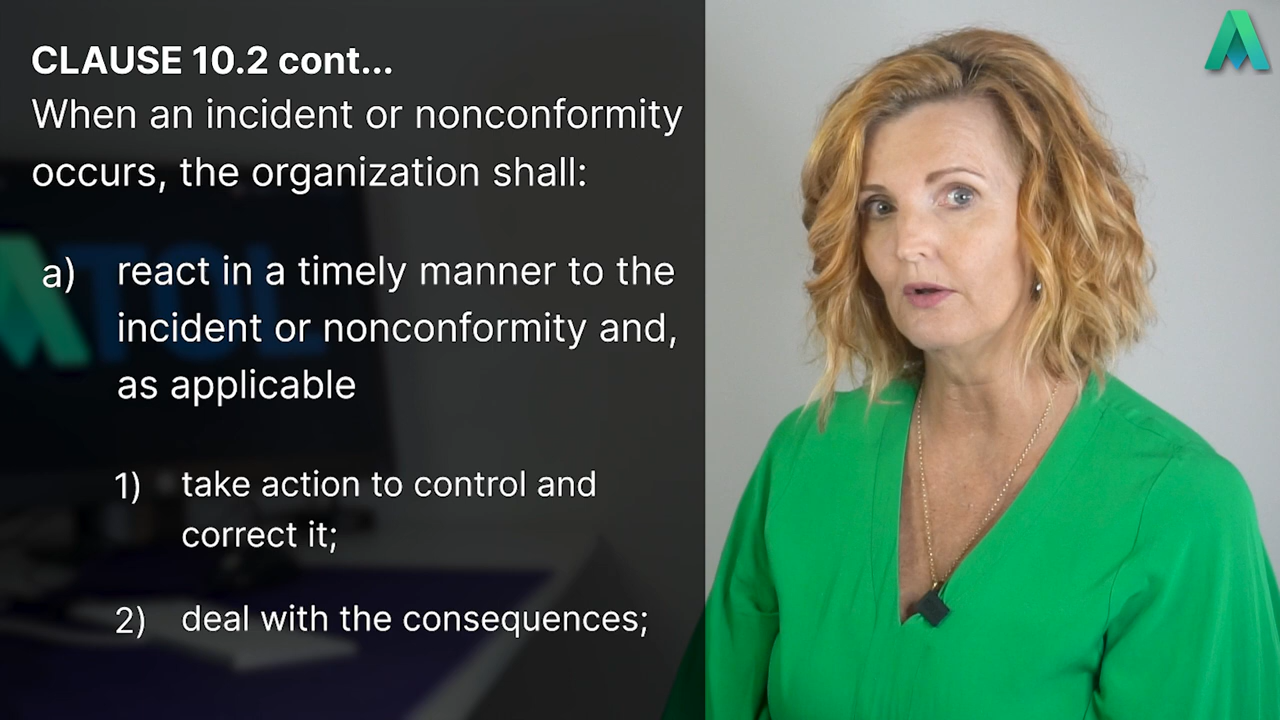 CLAUSE 10.2 cont...
When an incident or nonconformity
occurs, the organization shall:
a) react in a timely manner to the
incident or nonconformity and,
as applicable
1) take action to control and
correct it;
2) deal with the consequences;
ATOL